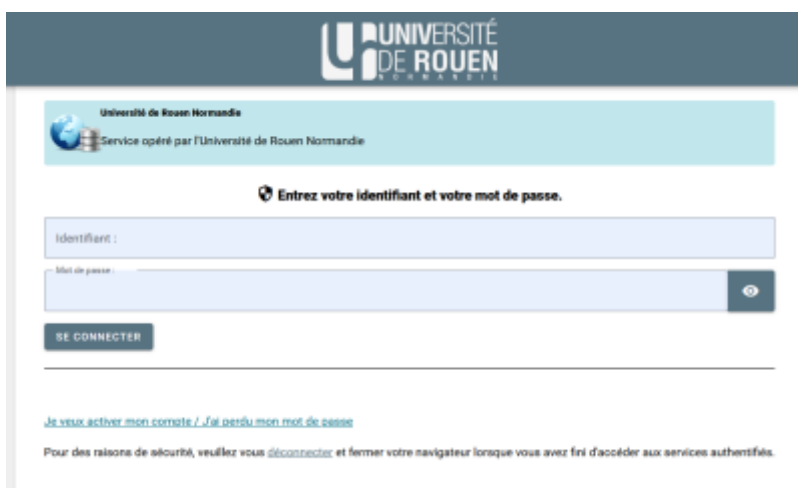 UNIVERSITÉ
DE ROUEN
NORMANDIE
Université de Rouen Normandie
Service opéré par l'Université de Rouen Normandie
Entrez votre identifiant et votre mot de passe.
Identifiant :
Mot de passe :
SE CONNECTER
Je veux activer mon compte / J'ai perdu mon mot de passe
Pour des raisons de sécurité, veuillez vous déconnecter et fermer votre navigateur lorsque vous avez fini d'accéder aux services authentifiés.